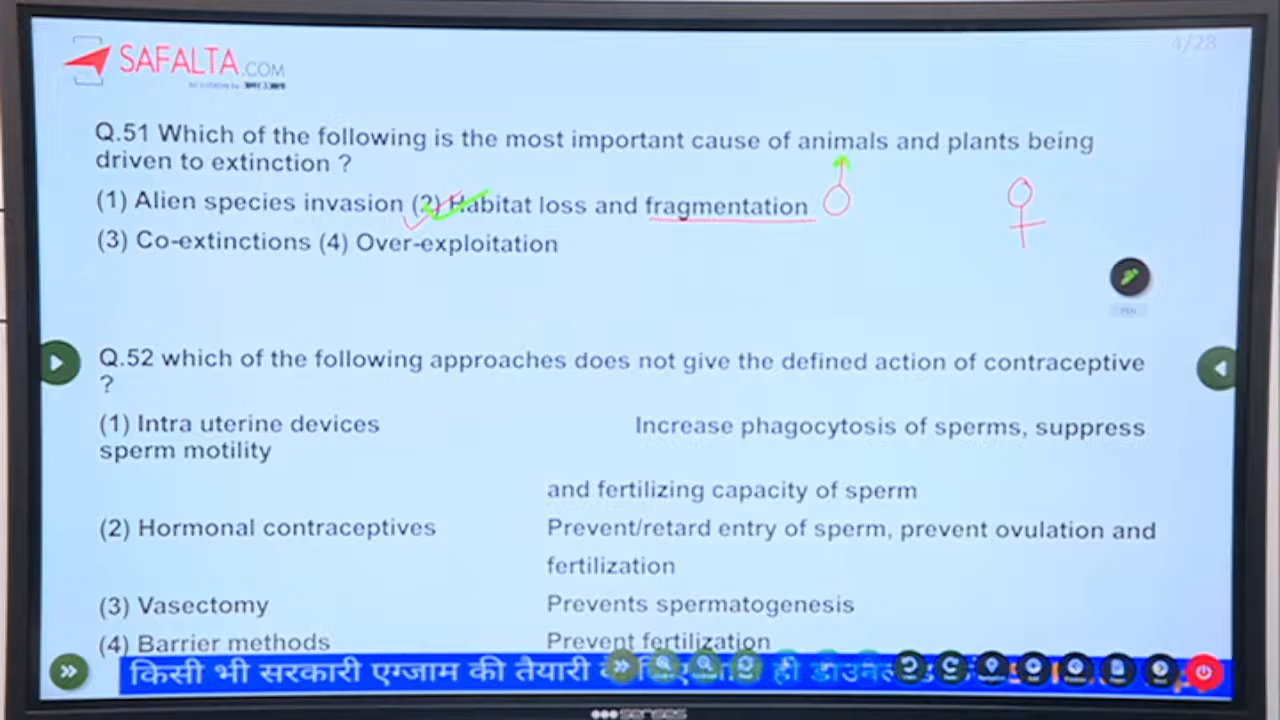 SAFALTA.COM
4/28
Q.51 Which of the following is the most important cause of animals and plants being
driven to extinction ?
(1) Alien species invasion (2) Habitat loss and fragmentation
(3) Co-extinctions (4) Over-exploitation
PEN
Q.52 which of the following approaches does not give the defined action of contraceptive
?
(1) Intra uterine devices Increase phagocytosis of sperms, suppress
sperm motility
and fertilizing capacity of sperm
(2) Hormonal contraceptives Prevent/retard entry of sperm, prevent ovulation and
fertilization
(3) Vasectomy Prevents spermatogenesis
(4) Barrier methods Prevent fertilization
किसी भी सरकारी एग्जाम की तैयारी ही
senses